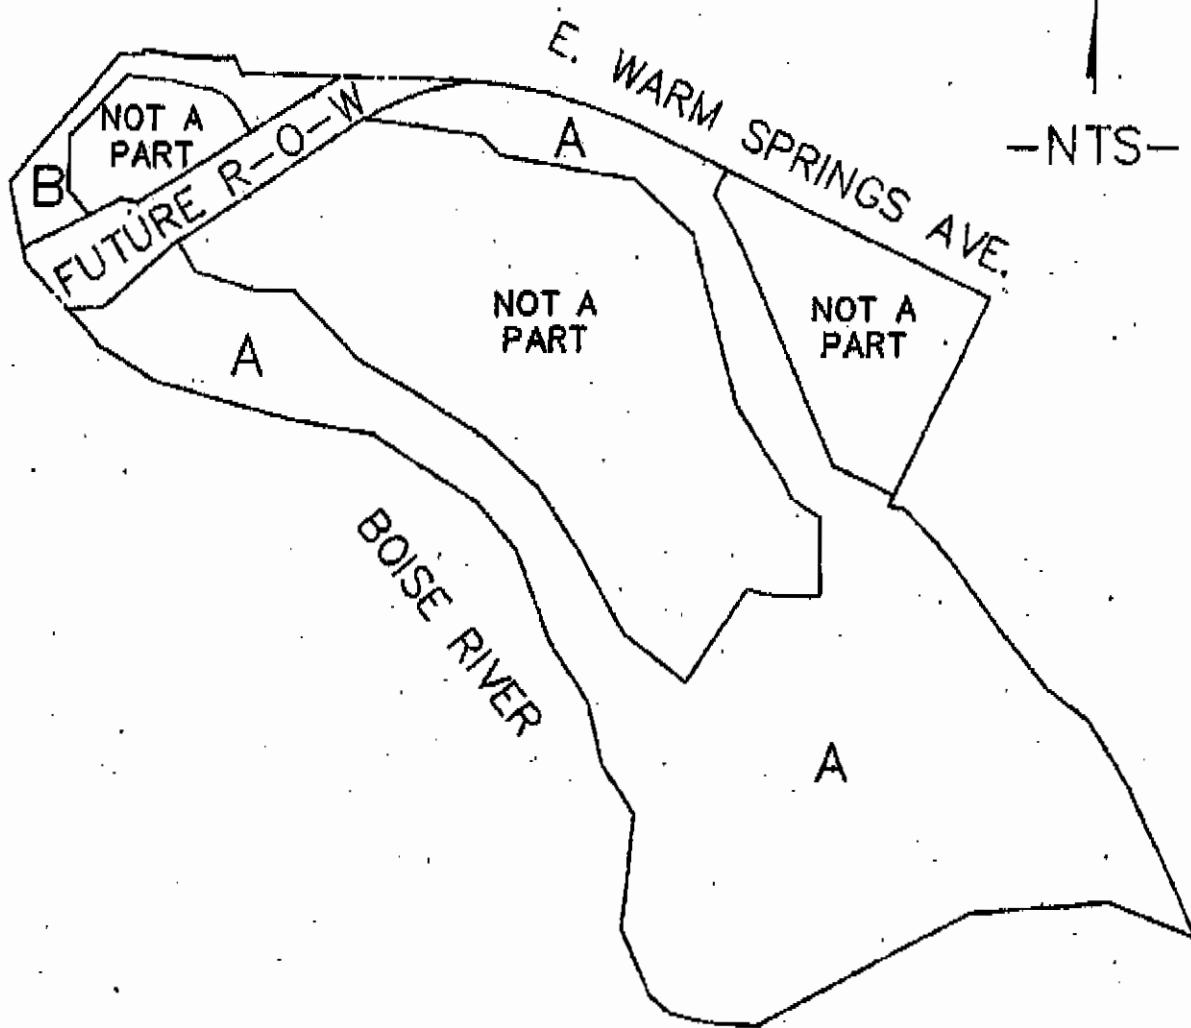 E. WARM SPRINGS AVE.
-NTS-
NOT A
PART
B
FUTURE R-O-W
A
NOT A
PART
NOT A
PART
A
BOISE RIVER
A